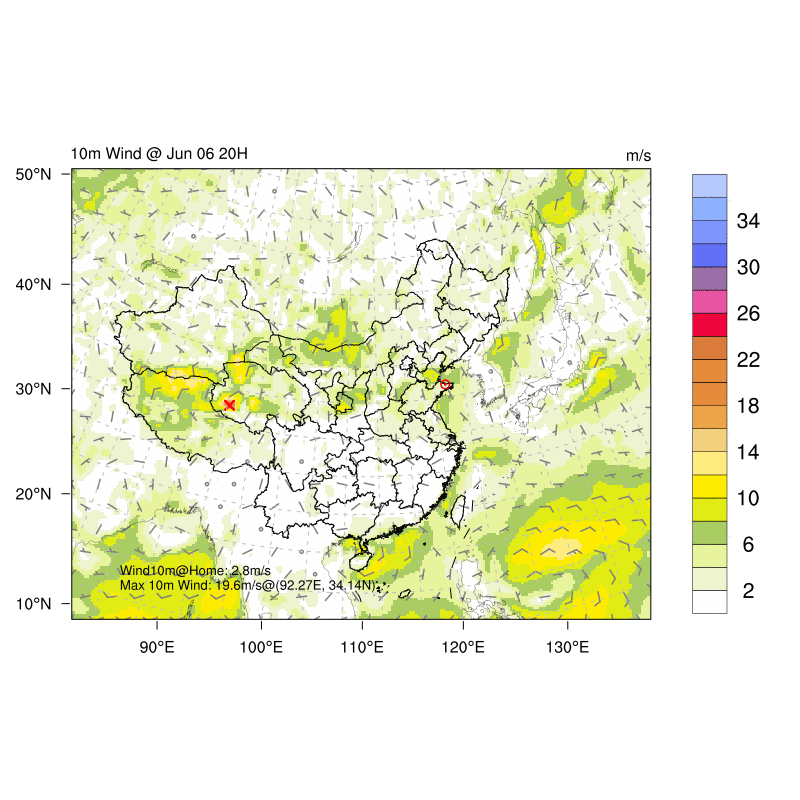 10m Wind @ Jun 06 20H
m/s
50°N
40°N
30°N
20°N
10°N
90°E
100°E
110°E
120°E
130°E
34
30
26
22
18
14
10
6
2
Wind10m@Home: 2.8m/s
Max 10m Wind: 19.6m/s@(92.27E, 34.14N)